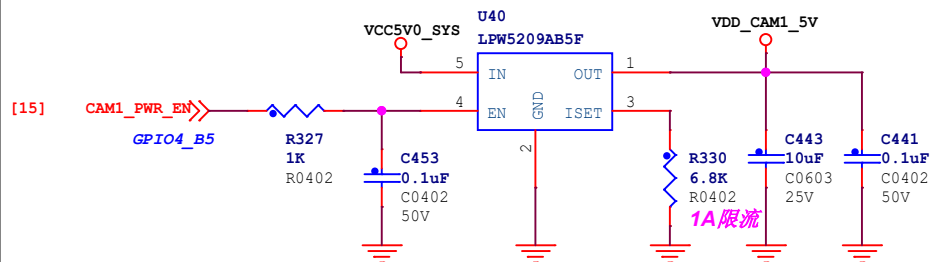 U40
LPW5209AB5F
VCC5V0_SYS
VDD_CAM1_5V
5
IN
OUT
1
[15]
CAM1_PWR_EN
4
EN
GND
ISET
3
GPIO4_B5
2
R327
1K
R0402
C453
0.1uF
C0402
50V
R330
6.8K
R0402
1A限流
C443
10uF
C0603
25V
C441
0.1uF
C0402
50V